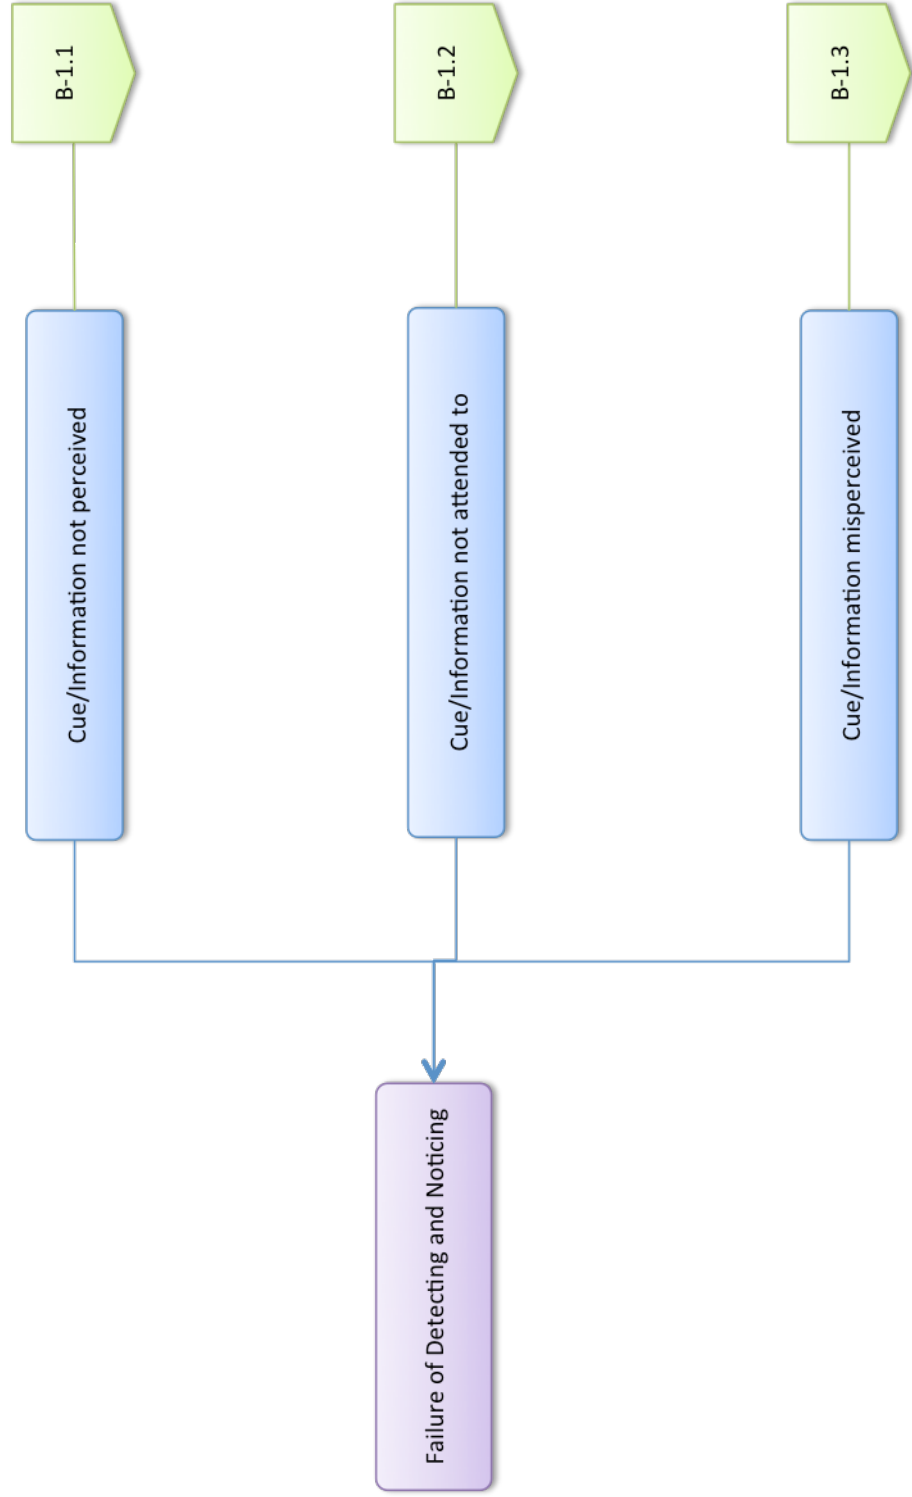 Failure of Detecting and Noticing
Cue/Information not perceived
B-1.1
Cue/Information not attended to
B-1.2
Cue/Information misperceived
B-1.3